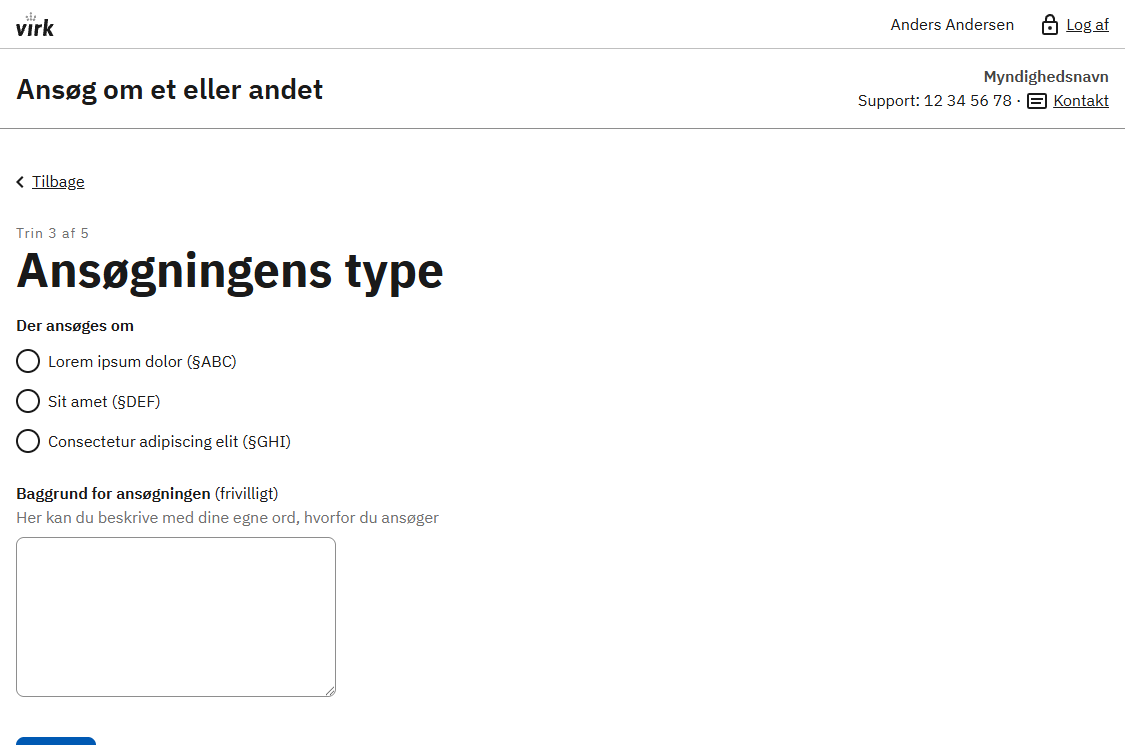 virk
Anders Andersen
Log af
Ansøg om et eller andet
Myndighedsnavn
Support: 12 34 56 78 · Kontakt
Tilbage
Trin 3 af 5
Ansøgningens type
Der ansøges om
Lorem ipsum dolor (§ABC)
Sit amet (§DEF)
Consectetur adipiscing elit (§GHI)
Baggrund for ansøgningen (frivilligt)
Her kan du beskrive med dine egne ord, hvorfor du ansøger